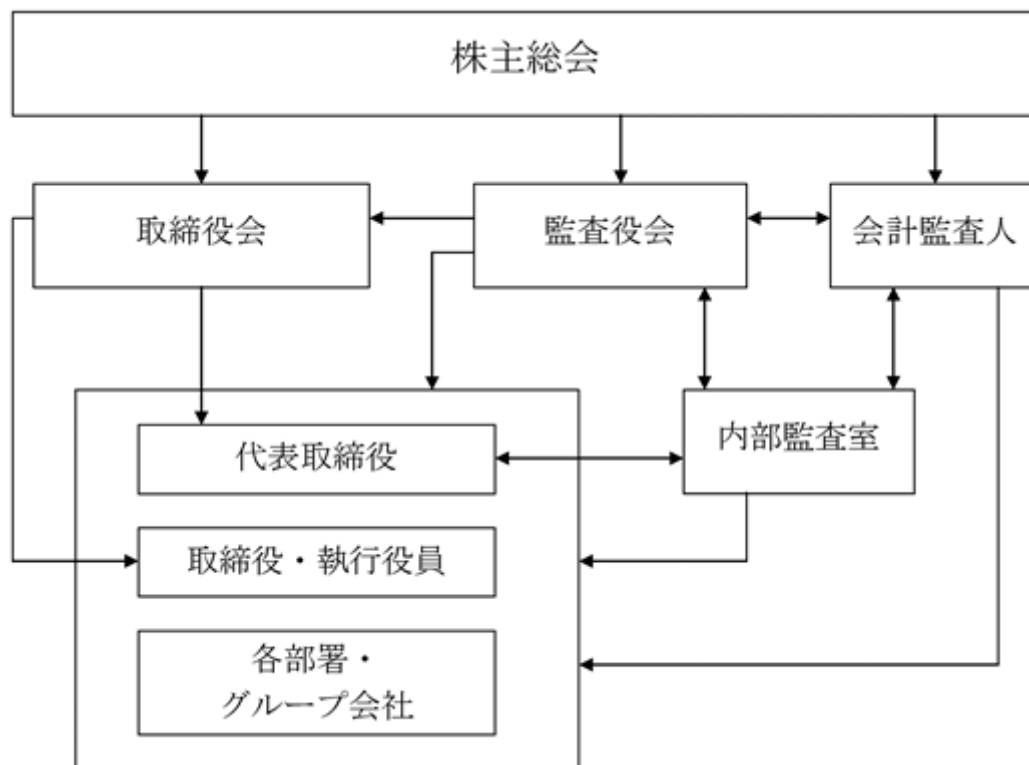 株主総会
取締役会
監査役会
会計監査人
代表取締役
内部監査室
取締役・執行役員
各部署・
グループ会社